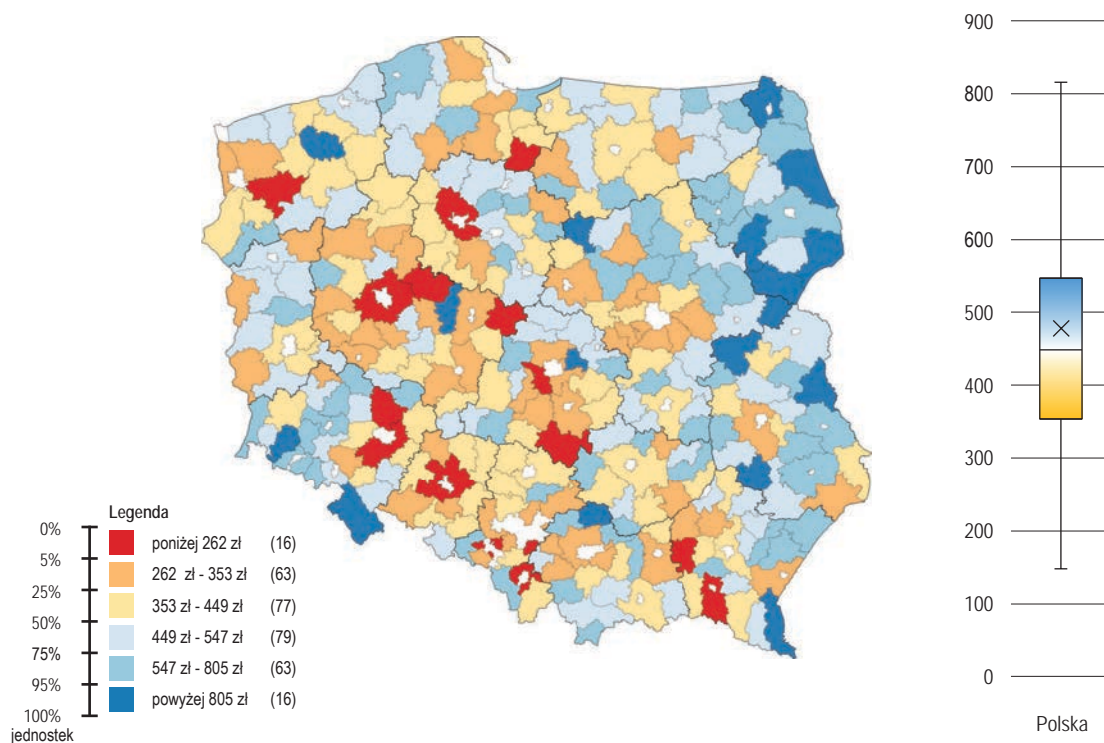 Legenda
0%
5%
25%
50%
75%
95%
100%
jednostek
poniżej 262 zł (16)
262 zł - 353 zł (63)
353 zł - 449 zł (77)
449 zł - 547 zł (79)
547 zł - 805 zł (63)
powyżej 805 zł (16)
900
800
700
600
500
400
300
200
100
0
Polska